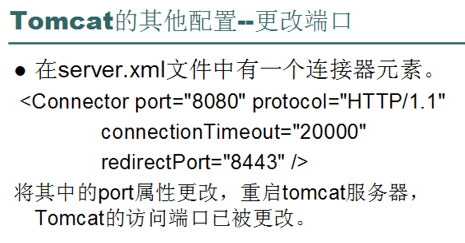 Tomcat的其他配置--更改端口
● 在server.xml文件中有一个连接器元素。
<Connector port="8080" protocol="HTTP/1.1"
connectionTimeout="20000"
redirectPort="8443" />
将其中的port属性更改，重启tomcat服务器，
Tomcat的访问端口已被更改。